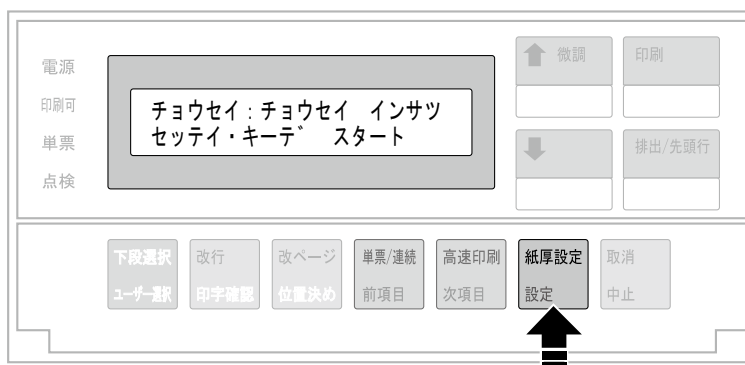 電源
印刷可
単票
点検
チョウセイ:チョウセイ インサツ
セッテイ・キーデ゛ スタート
微調
印刷
排出/先頭行
下段選択
ユーザー選択
改行
印字確認
改ページ
位置決め
単票/連続
前項目
高速印刷
次項目
紙厚設定
設定
取消
中止